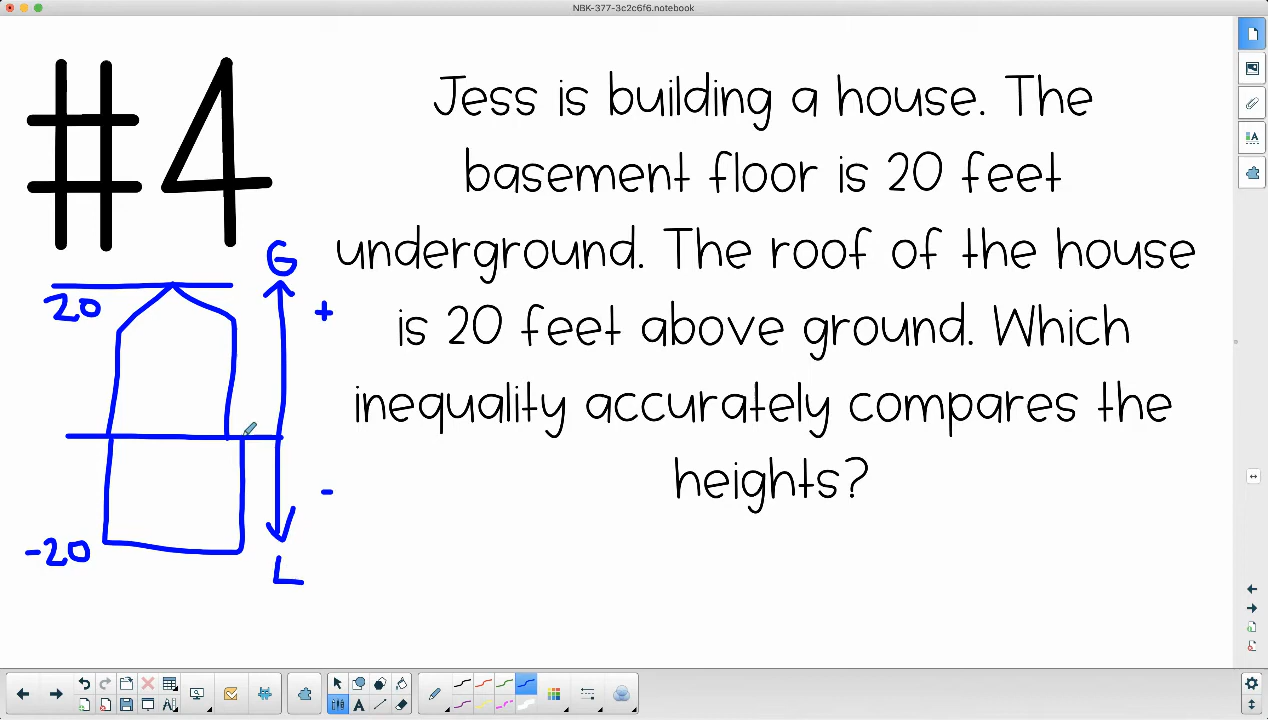 NBK-377-3c2c6f6.notebook
#4
Jess is building a house. The
basement floor is 20 feet
underground. The roof of the house
is 20 feet above ground. Which
inequality accurately compares the
heights?
G
20
+
-
-20
L